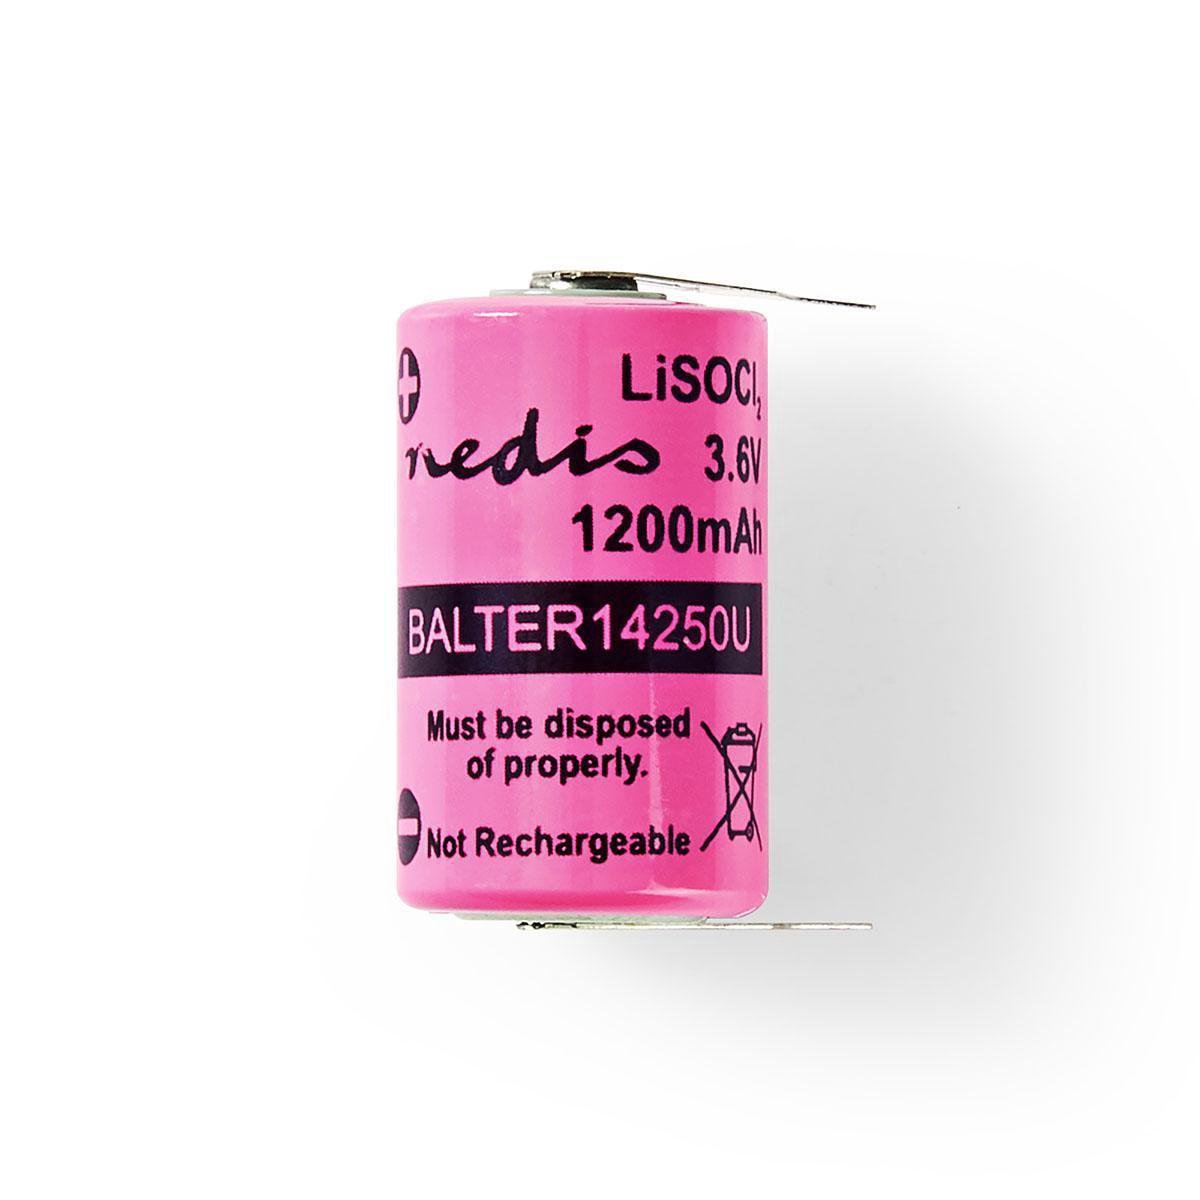 +
LiSOCl₂
nedis 3.6V
1200mAh
BALTER14250U
Must be disposed
of properly.
- Not Rechargeable